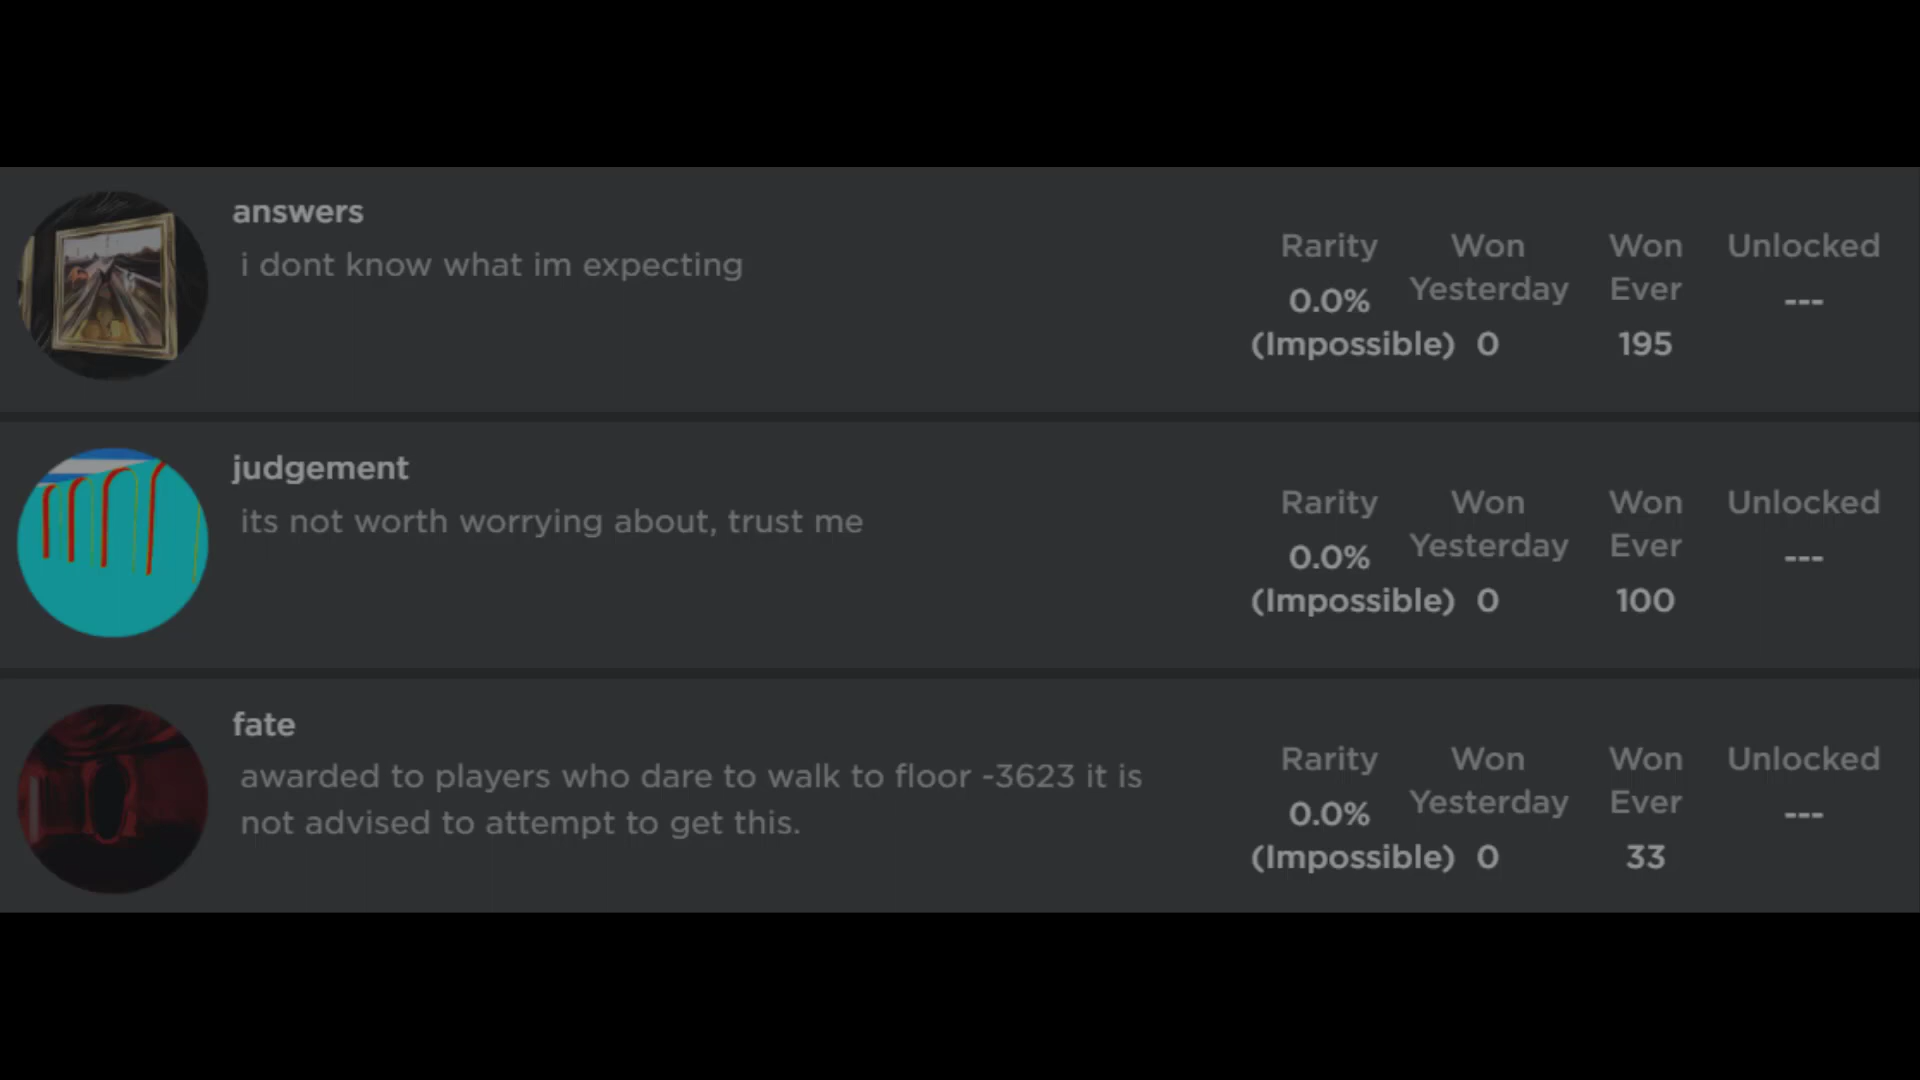 answers
i dont know what im expecting
Rarity
0.0%
(Impossible)
Won
Yesterday
0
Won
Ever
195
Unlocked
---
judgement
its not worth worrying about, trust me
Rarity
0.0%
(Impossible)
Won
Yesterday
0
Won
Ever
100
Unlocked
---
fate
awarded to players who dare to walk to floor -3623 it is
not advised to attempt to get this.
Rarity
0.0%
(Impossible)
Won
Yesterday
0
Won
Ever
33
Unlocked
---